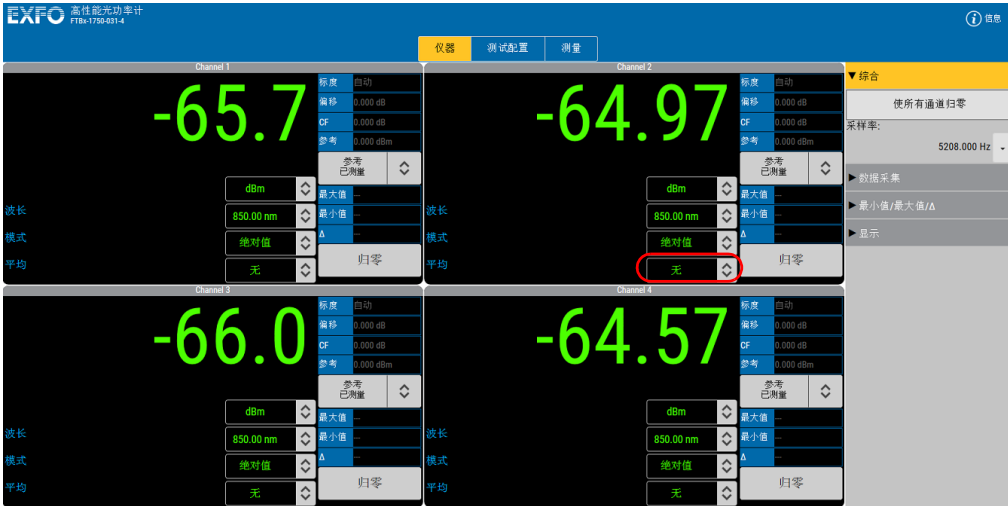 EXFO 高性能光功率计
FTBx-1750-031-4
信息
仪器 测试配置 测量
Channel 1
-65.7
标度 自动
偏移 0.000 dB
CF 0.000 dB
参考 0.000 dBm
参考
已测量
dBm
最大值 --
波长 850.00 nm
最小值 --
模式 绝对值
Δ --
平均 无
归零
Channel 2
-64.97
标度 自动
偏移 0.000 dB
CF 0.000 dB
参考 0.000 dBm
参考
已测量
dBm
最大值 --
波长 850.00 nm
最小值 --
模式 绝对值
Δ --
平均 无
归零
▼综合
使所有通道归零
采样率:
5208.000 Hz
▶数据采集
▶最小值/最大值/Δ
▶显示
Channel 3
-66.0
标度 自动
偏移 0.000 dB
CF 0.000 dB
参考 0.000 dBm
参考
已测量
dBm
最大值 --
波长 850.00 nm
最小值 --
模式 绝对值
Δ --
平均 无
归零
Channel 4
-64.57
标度 自动
偏移 0.000 dB
CF 0.000 dB
参考 0.000 dBm
参考
已测量
dBm
最大值 --
波长 850.00 nm
最小值 --
模式 绝对值
Δ --
平均 无
归零